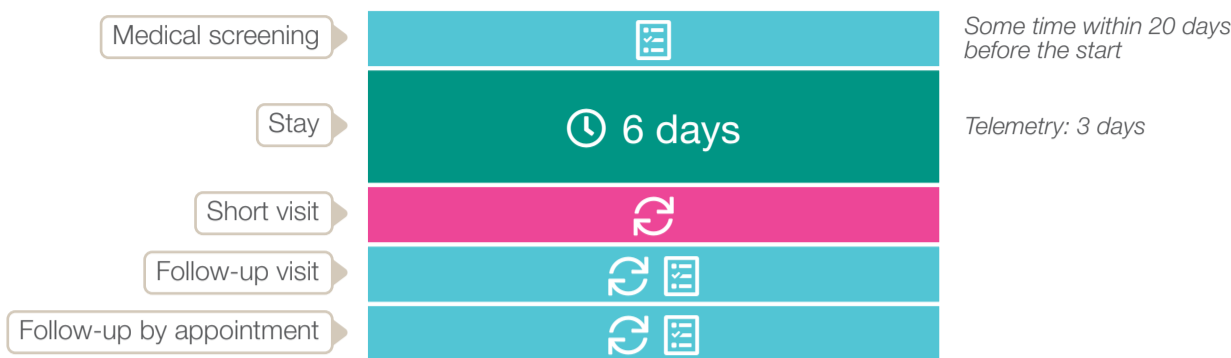 Medical screening
Some time within 20 days
before the start
Stay
6 days
Telemetry: 3 days
Short visit
Follow-up visit
Follow-up by appointment